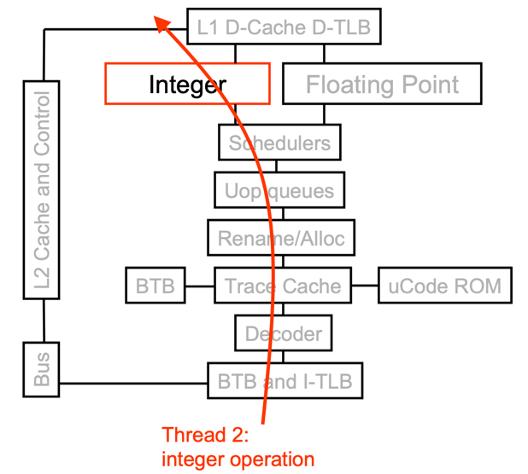 L1 D-Cache D-TLB
Integer
Floating Point
L2 Cache and Control
Schedulers
Uop queues
Rename/Alloc
BTB
Trace Cache
uCode ROM
Decoder
Bus
BTB and I-TLB
Thread 2:
integer operation